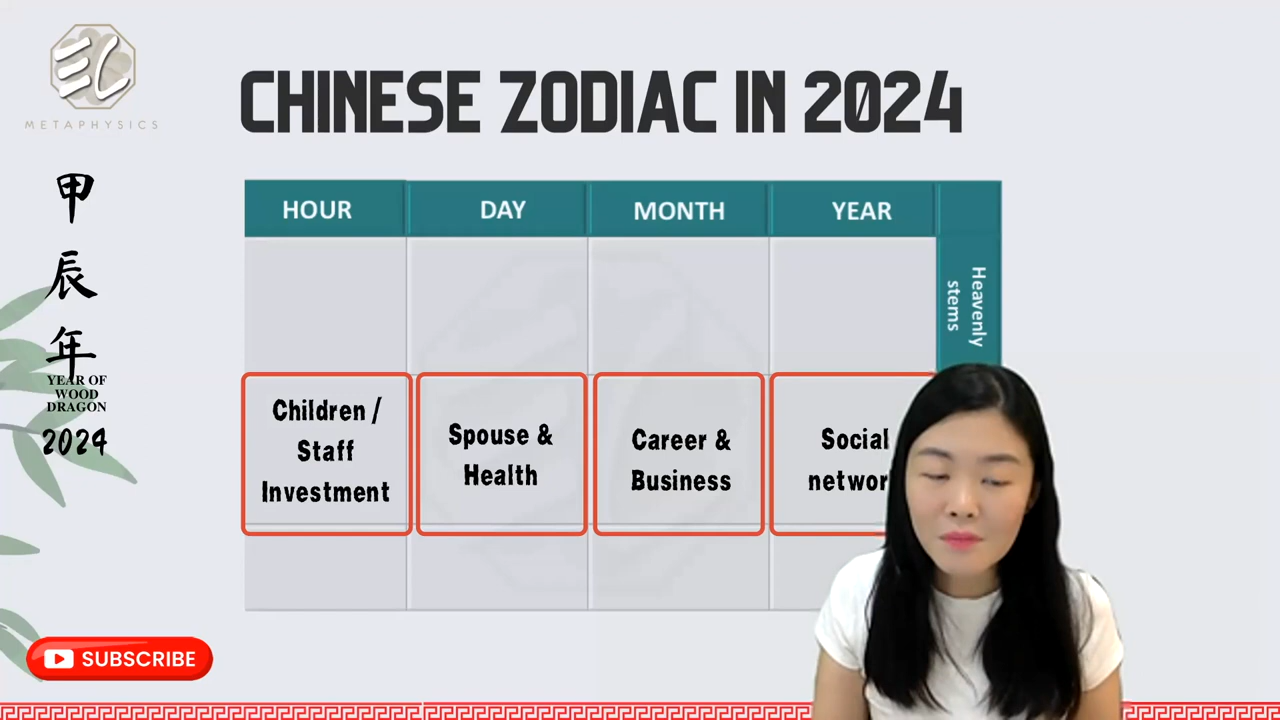 EL
METAPHYSICS
CHINESE ZODIAC IN 2024
甲
辰
年
YEAR OF
WOOD
DRAGON
2024
HOUR
DAY
MONTH
YEAR
Heavenly
stems
Children /
Staff
Investment
Spouse &
Health
Career &
Business
Social
SUBSCRIBE